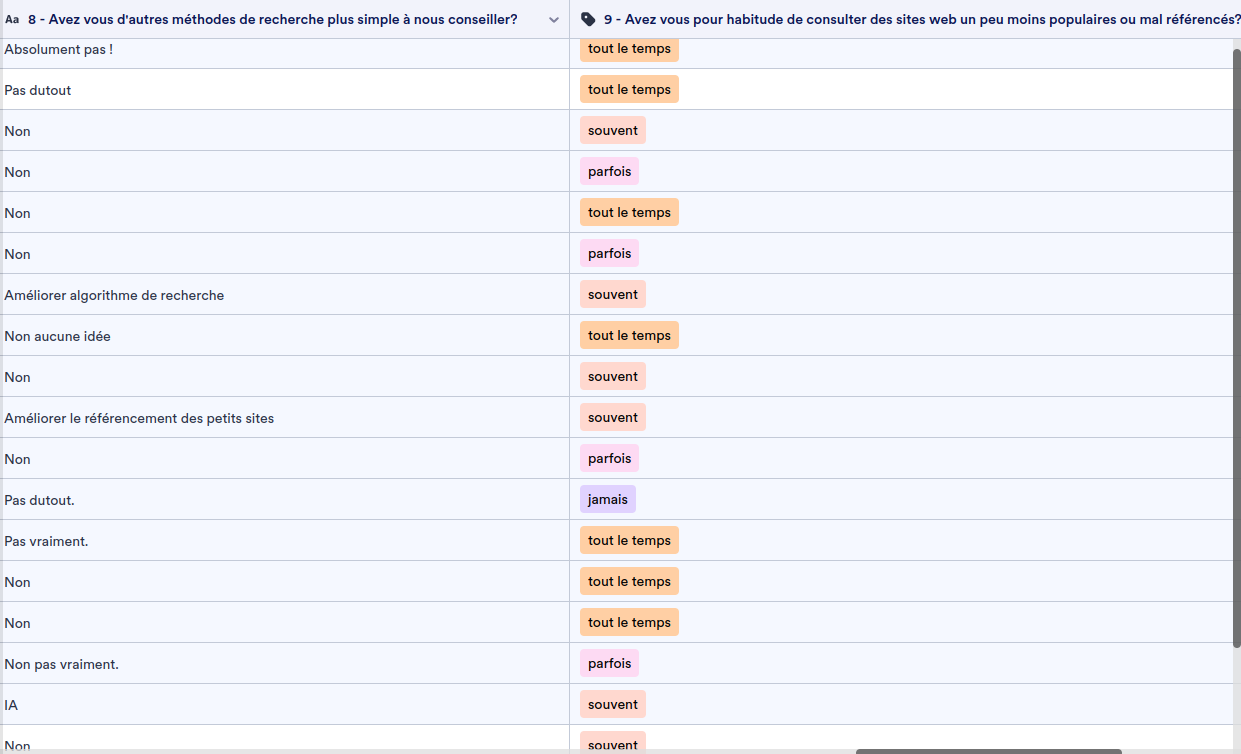 Aa 8 - Avez vous d'autres méthodes de recherche plus simple à nous conseiller? 9 - Avez vous pour habitude de consulter des sites web un peu moins populaires ou mal référencés?
Absolument pas ! tout le temps
Pas dutout tout le temps
Non souvent
Non parfois
Non tout le temps
Non parfois
Améliorer algorithme de recherche souvent
Non aucune idée tout le temps
Non souvent
Améliorer le référencement des petits sites souvent
Non parfois
Pas dutout. jamais
Pas vraiment. tout le temps
Non tout le temps
Non tout le temps
Non pas vraiment. parfois
IA souvent
Non souvent